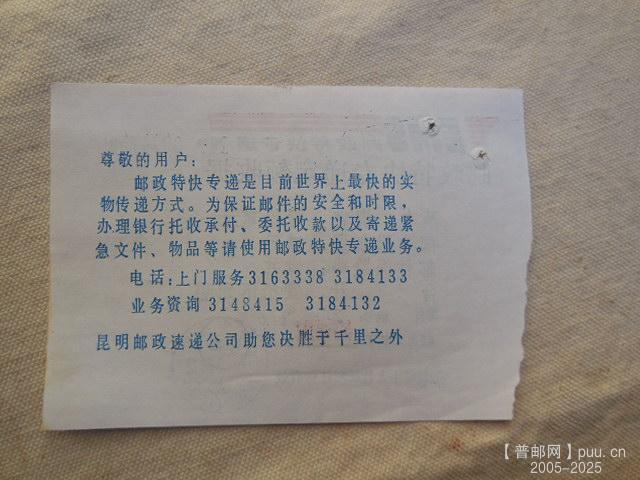 尊敬的用户：
邮政特快专递是目前世界上最快的实
物传递方式。为保证邮件的安全和时限，
办理银行托收承付、委托收款以及寄递紧
急文件、物品等请使用邮政特快专递业务。
电话：上门服务3163338 3184133
业务咨询 3148415 3184132
昆明邮政速递公司助您决胜于千里之外
【普邮网】puu.cn
2005-2025